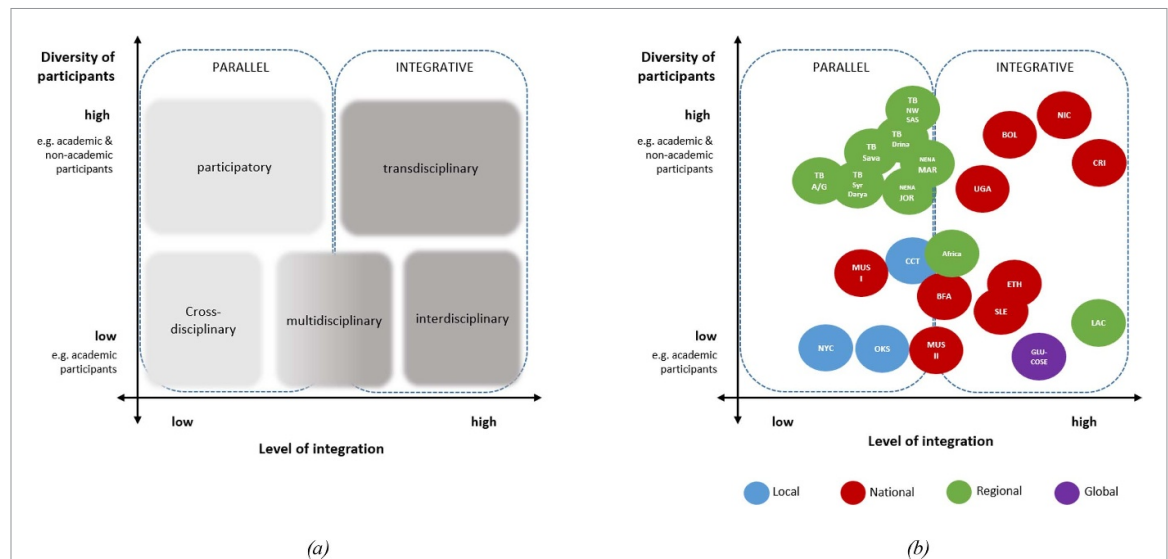 Diversity of
participants
high
e.g. academic &
non-academic
participants
low
e.g. academic
participants
PARALLEL
INTEGRATIVE
participatory
transdisciplinary
Cross-
disciplinary
multidisciplinary
interdisciplinary
low
high
Level of integration
(a)
Diversity of
participants
high
e.g. academic &
non-academic
participants
low
e.g. academic
participants
PARALLEL
INTEGRATIVE
TB
NW
SAS
TB
Drina
TB
Sava
NENA
MAR
TB
A/G
TB
Syr
Darya
NENA
JOR
BOL
NIC
CRI
UGA
MUS
I
CCT
Africa
BFA
ETH
SLE
LAC
NYC
OKS
MUS
II
GLU-
COSE
low
high
Level of integration
Local
National
Regional
Global
(b)